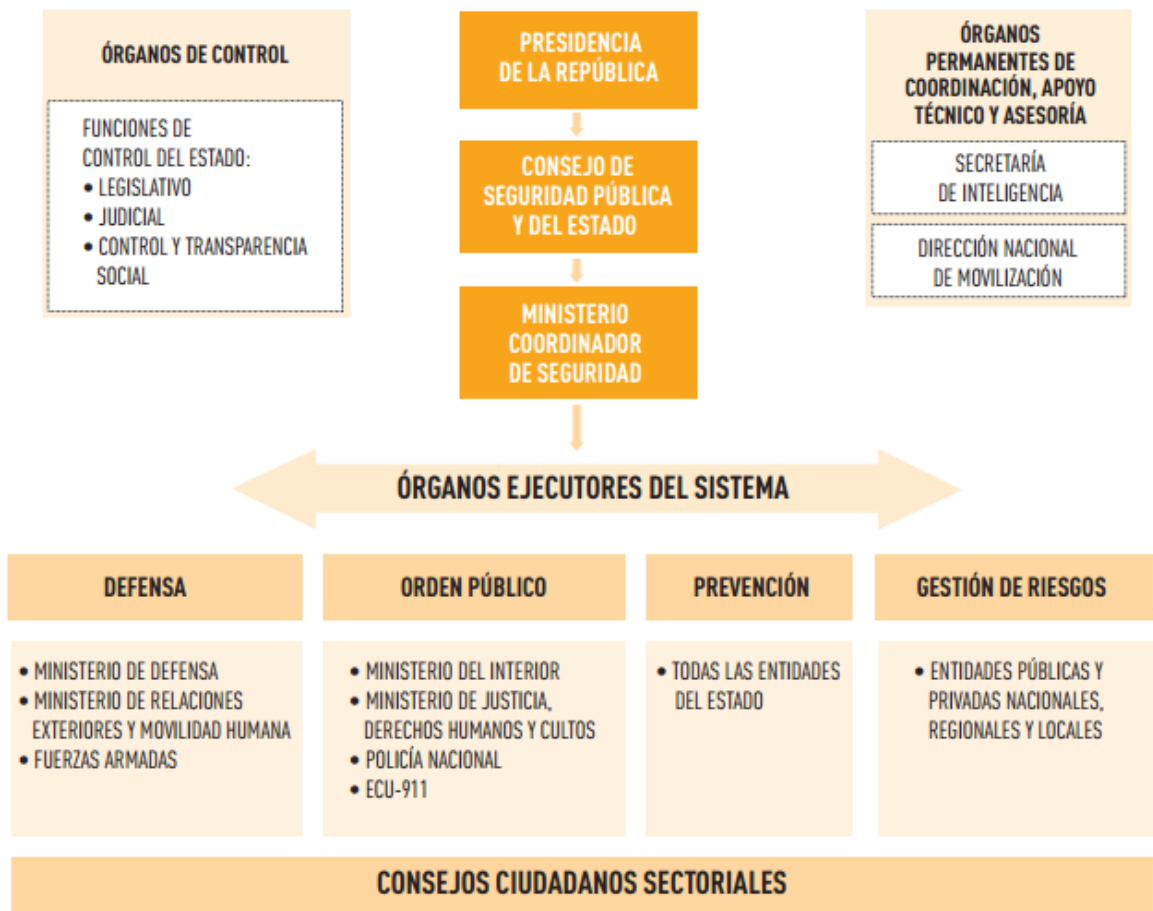 ÓRGANOS DE CONTROL
FUNCIONES DE
CONTROL DEL ESTADO:
• LEGISLATIVO
• JUDICIAL
• CONTROL Y TRANSPARENCIA
SOCIAL
PRESIDENCIA
DE LA REPÚBLICA
CONSEJO DE
SEGURIDAD PÚBLICA
Y DEL ESTADO
MINISTERIO
COORDINADOR
DE SEGURIDAD
ÓRGANOS
PERMANENTES DE
COORDINACIÓN, APOYO
TÉCNICO Y ASESORÍA
SECRETARÍA
DE INTELIGENCIA
DIRECCIÓN NACIONAL
DE MOVILIZACIÓN
ÓRGANOS EJECUTORES DEL SISTEMA
DEFENSA
• MINISTERIO DE DEFENSA
• MINISTERIO DE RELACIONES
EXTERIORES Y MOVILIDAD HUMANA
• FUERZAS ARMADAS
ORDEN PÚBLICO
• MINISTERIO DEL INTERIOR
• MINISTERIO DE JUSTICIA,
DERECHOS HUMANOS Y CULTOS
• POLICÍA NACIONAL
• ECU-911
PREVENCIÓN
• TODAS LAS ENTIDADES
DEL ESTADO
GESTIÓN DE RIESGOS
• ENTIDADES PÚBLICAS Y
PRIVADAS NACIONALES,
REGIONALES Y LOCALES
CONSEJOS CIUDADANOS SECTORIALES